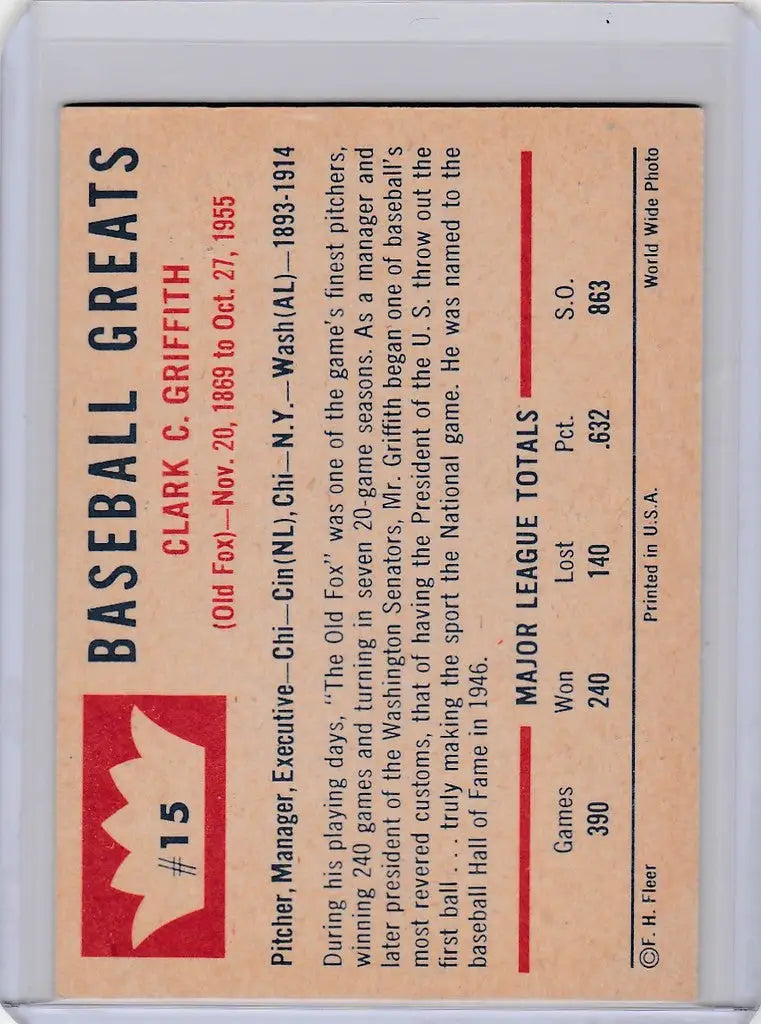 #15
BASEBALL GREATS
CLARK C. GRIFFITH
(Old Fox)—Nov. 20, 1869 to Oct. 27, 1955
Pitcher, Manager, Executive—Chi—Cin(NL), Chi—N.Y.—Wash(AL)—1893-1914
During his playing days, "The Old Fox" was one of the game's finest pitchers,
winning 240 games and turning in seven 20-game seasons. As a manager and
later president of the Washington Senators, Mr. Griffith began one of baseball's
most revered customs, that of having the President of the U. S. throw out the
first ball . . . truly making the sport the National game. He was named to the
baseball Hall of Fame in 1946.
MAJOR LEAGUE TOTALS
Games Won Lost Pct. S.O.
390 240 140 .632 863
©F. H. Fleer Printed in U.S.A. World Wide Photo